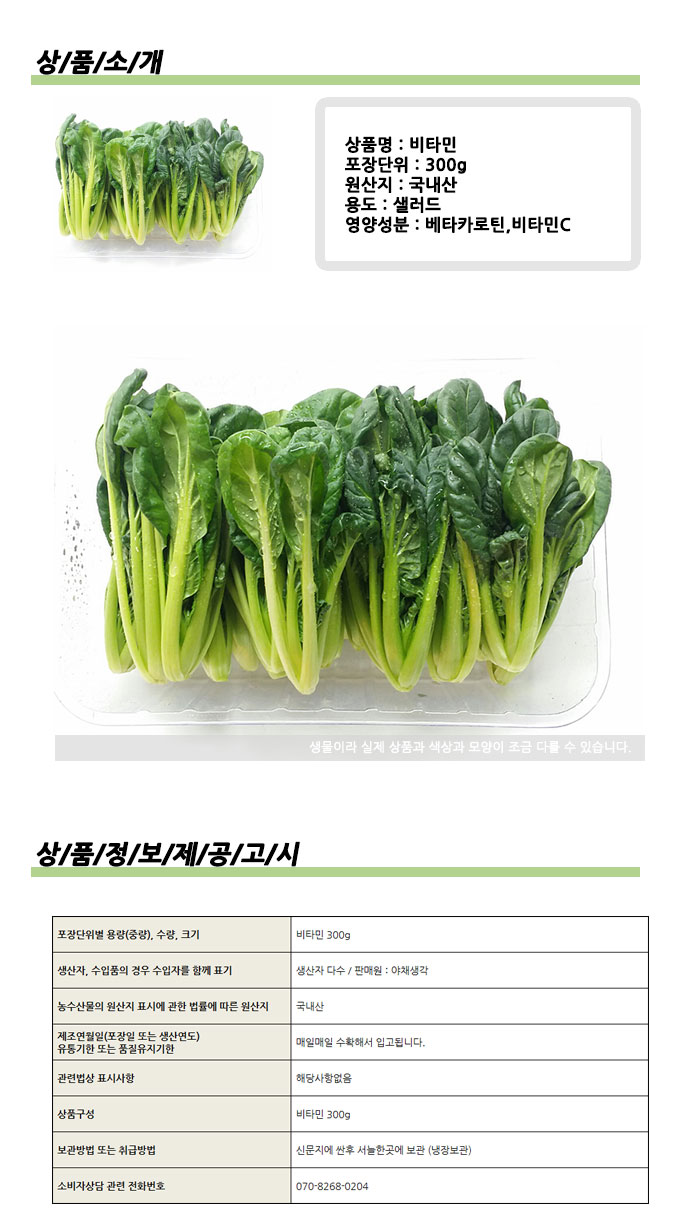 상/품/소/개
상품명 : 비타민
포장단위 : 300g
원산지 : 국내산
용도 : 샐러드
영양성분 : 베타카로틴,비타민C
생물이라 실제 상품과 색상과 모양이 조금 다를 수 있습니다.
상/품/정/보/제/공/고/시
포장단위별 용량(중량), 수량, 크기 비타민 300g
생산자, 수입품의 경우 수입자를 함께 표기 생산자 다수 / 판매원 : 야채생각
농수산물의 원산지 표시에 관한 법률에 따른 원산지 국내산
제조연월일(포장일 또는 생산연도)
유통기한 또는 품질유지기한 매일매일 수확해서 입고됩니다.
관련법상 표시사항 해당사항없음
상품구성 비타민 300g
보관방법 또는 취급방법 신문지에 싼후 서늘한곳에 보관 (냉장보관)
소비자상담 관련 전화번호 070-8268-0204